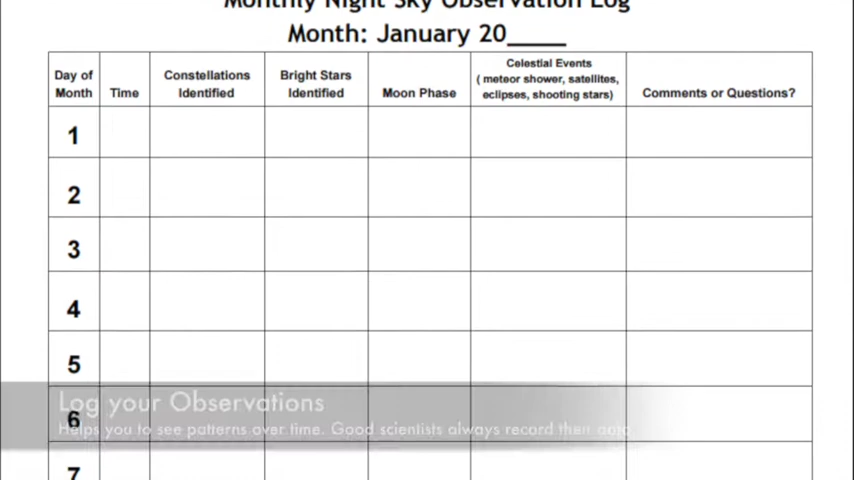 Monthly Night Sky Observation Log
Month: January 20____
Day of Month
Time
Constellations Identified
Bright Stars Identified
Moon Phase
Celestial Events
( meteor shower, satellites,
eclipses, shooting stars)
Comments or Questions?
1
2
3
4
5
6
7
Log your Observations
Helps you to see patterns over time. Good scientists always record their data